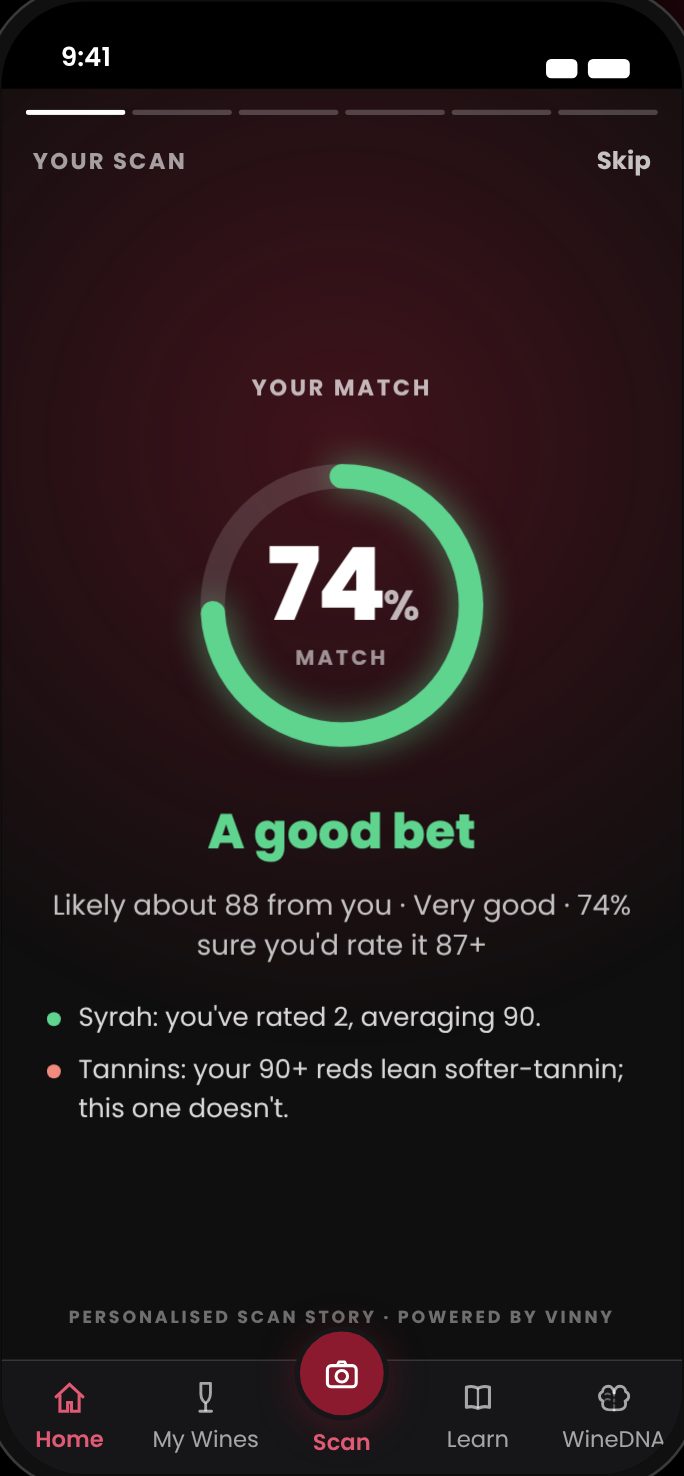 9:41
YOUR SCAN
Skip
YOUR MATCH
74%
MATCH
A good bet
Likely about 88 from you · Very good · 74%
sure you'd rate it 87+
Syrah: you've rated 2, averaging 90.
Tannins: your 90+ reds lean softer-tannin;
this one doesn't.
PERSONALISED SCAN STORY · POWERED BY VINNY
Home
My Wines
Scan
Learn
WineDNA